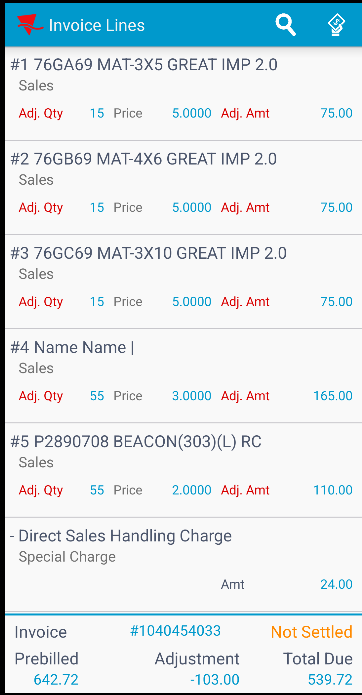 Invoice Lines
#1 76GA69 MAT-3X5 GREAT IMP 2.0
Sales
Adj. Qty 15 Price 5.0000 Adj. Amt 75.00
#2 76GB69 MAT-4X6 GREAT IMP 2.0
Sales
Adj. Qty 15 Price 5.0000 Adj. Amt 75.00
#3 76GC69 MAT-3X10 GREAT IMP 2.0
Sales
Adj. Qty 15 Price 5.0000 Adj. Amt 75.00
#4 Name Name |
Sales
Adj. Qty 55 Price 3.0000 Adj. Amt 165.00
#5 P2890708 BEACON(303)(L) RC
Sales
Adj. Qty 55 Price 2.0000 Adj. Amt 110.00
- Direct Sales Handling Charge
Special Charge
Amt 24.00
Invoice #1040454033 Not Settled
Prebilled Adjustment Total Due
642.72 -103.00 539.72